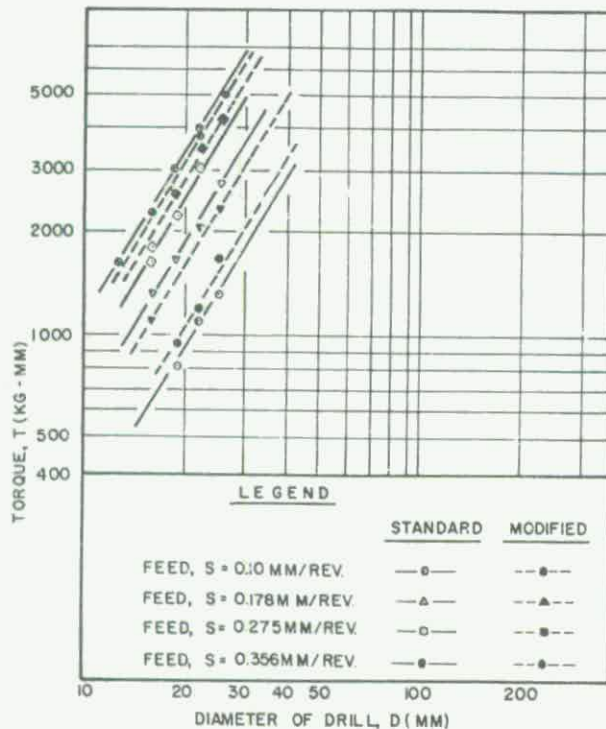 5000
3000
2000
1000
500
400
TORQUE, T (KG-MM)
LEGEND
STANDARD MODIFIED
FEED, S = 0.10 MM/REV.
FEED, S = 0.178 M M/REV.
FEED, S = 0.275 MM/REV.
FEED, S = 0.356 MM/REV.
10 20 30 40 50 100 200
DIAMETER OF DRILL, D (MM)